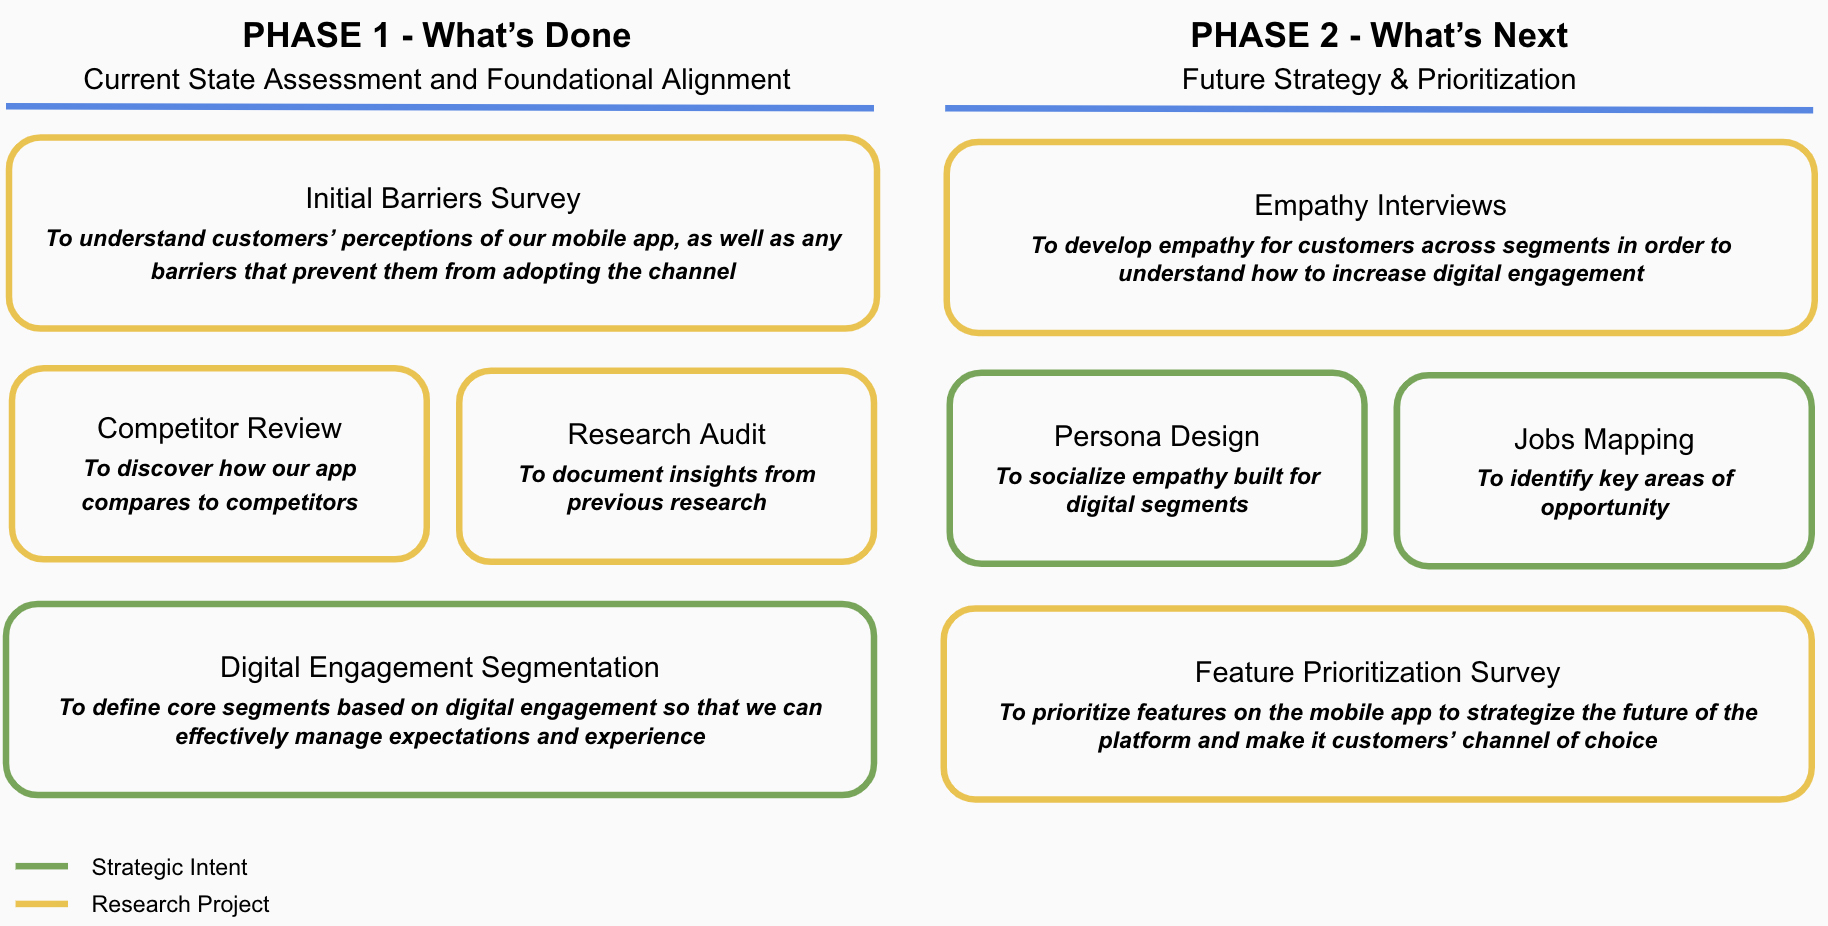 PHASE 1 - What’s Done
Current State Assessment and Foundational Alignment
Initial Barriers Survey
To understand customers’ perceptions of our mobile app, as well as any
barriers that prevent them from adopting the channel
Competitor Review
To discover how our app
compares to competitors
Research Audit
To document insights from
previous research
Digital Engagement Segmentation
To define core segments based on digital engagement so that we can
effectively manage expectations and experience
PHASE 2 - What’s Next
Future Strategy & Prioritization
Empathy Interviews
To develop empathy for customers across segments in order to
understand how to increase digital engagement
Persona Design
To socialize empathy built for
digital segments
Jobs Mapping
To identify key areas of
opportunity
Feature Prioritization Survey
To prioritize features on the mobile app to strategize the future of the
platform and make it customers’ channel of choice
Strategic Intent
Research Project